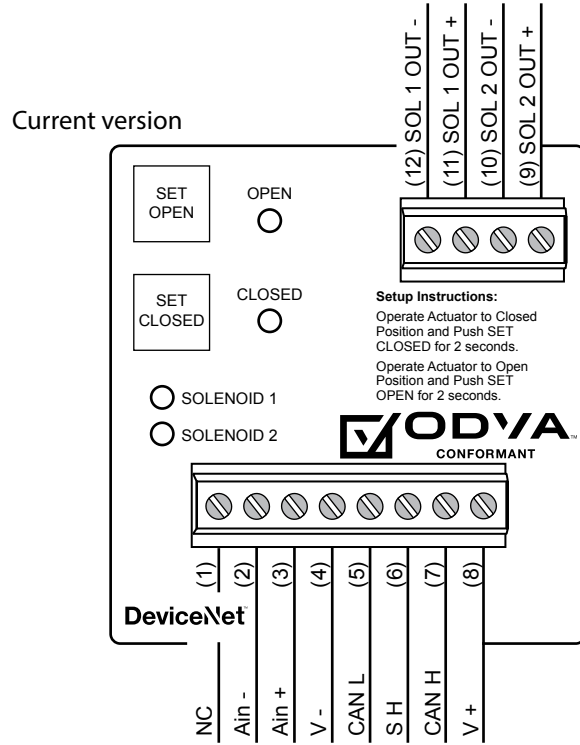 Current version
(12) SOL 1 OUT -
(11) SOL 1 OUT +
(10) SOL 2 OUT -
(9) SOL 2 OUT +
SET
OPEN
OPEN
SET
CLOSED
CLOSED
Setup Instructions:
Operate Actuator to Closed
Position and Push SET
CLOSED for 2 seconds.
Operate Actuator to Open
Position and Push SET
OPEN for 2 seconds.
SOLENOID 1
SOLENOID 2
ODVA™
CONFORMANT
(1)
(2)
(3)
(4)
(5)
(6)
(7)
(8)
DeviceNet™
NC
Ain -
Ain +
V -
CAN L
S H
CAN H
V +